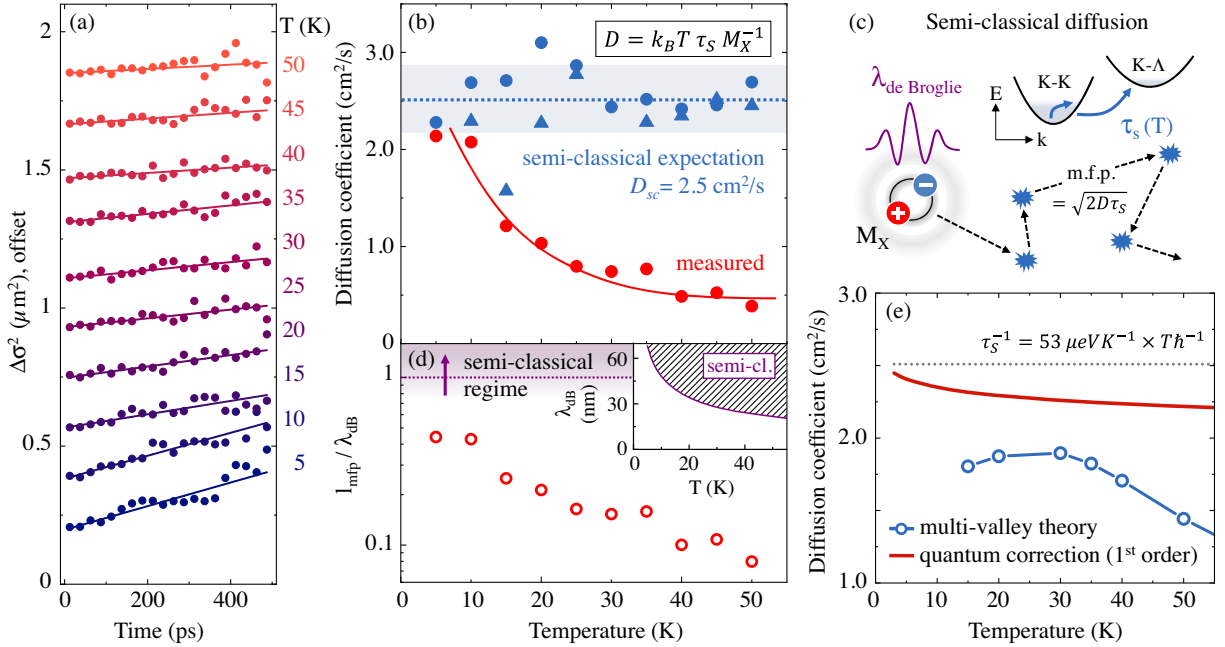 (a)
T (K)
2
50
45
1.5
40
35
30
1
25
20
15
0.5
10
5
0
0
200
400
Time (ps)
Δσ² (μm²), offset
(b)
D = k_B T τ_S M_X⁻¹
3.0
2.0
1.0
0
Diffusion coefficient (cm²/s)
semi-classical expectation
D_sc = 2.5 cm²/s
measured
(d)
semi-classical
regime
1
0.1
l_mfp / λ_dB
60
30
0
λ_dB
(nm)
semi-cl.
0
20
40
T (K)
0
10
20
30
40
50
Temperature (K)
(c)
Semi-classical diffusion
λ_de Broglie
K-K
K-Λ
E
k
τ_s (T)
m.f.p.
= √2Dτ_S
−
+
M_X
(e)
3.0
2.0
1.0
Diffusion coefficient (cm²/s)
τ_S⁻¹ = 53 μeVK⁻¹ × Tℏ⁻¹
multi-valley theory
quantum correction (1st order)
0
10
20
30
40
50
Temperature (K)